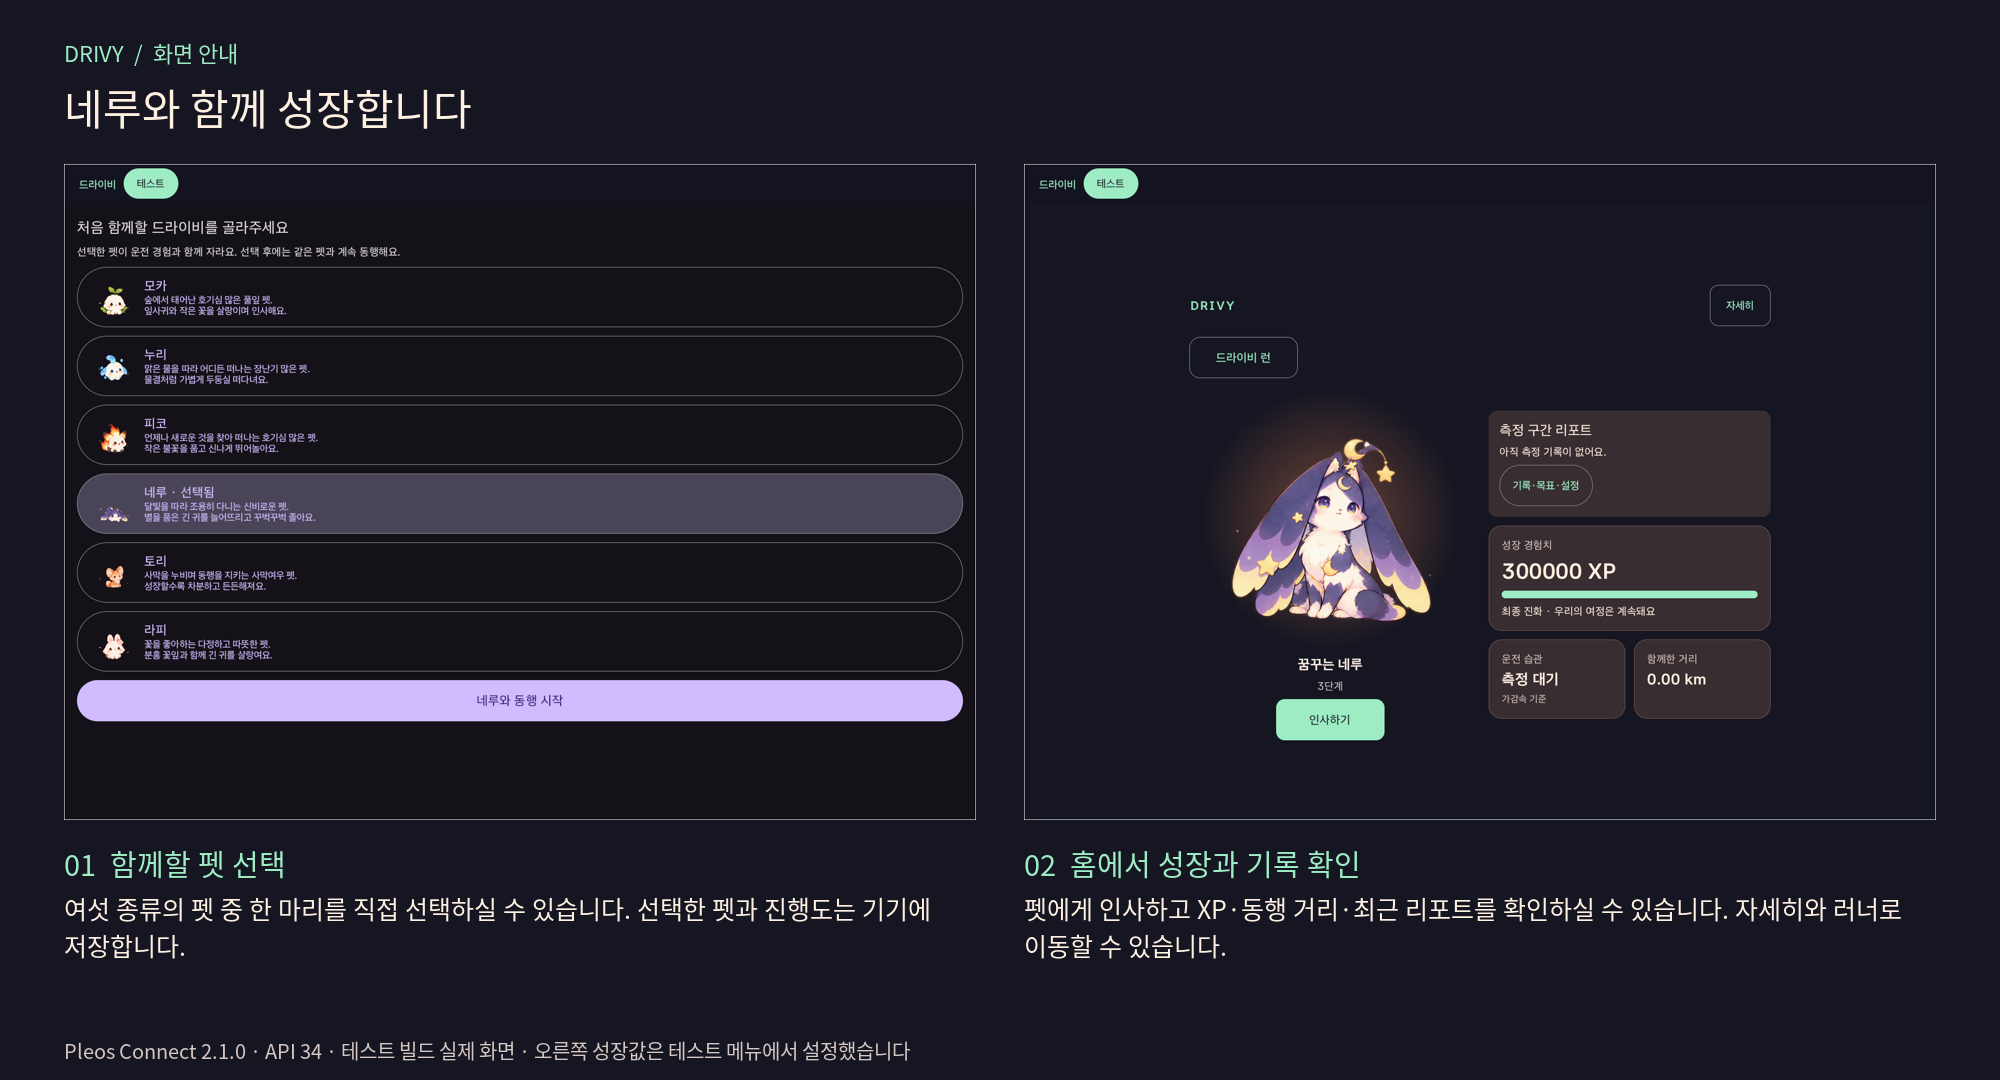 DRIVY / 화면 안내
네루와 함께 성장합니다
드라이비 테스트
처음 함께할 드라이비를 골라주세요
선택한 펫이 운전 경험과 함께 자라요. 선택 후에는 같은 펫과 계속 동행해요.
모카
숲에서 태어난 호기심 많은 풀잎 펫.
잎사귀와 작은 꽃을 살랑이며 인사해요.
누리
맑은 물을 따라 어디든 떠나는 장난기 많은 펫.
물결처럼 가볍게 두둥실 떠다녀요.
피코
언제나 새로운 것을 찾아 떠나는 호기심 많은 펫.
작은 불꽃을 품고 신나게 뛰어놀아요.
네루 · 선택됨
달빛을 따라 조용히 다니는 신비로운 펫.
별을 품은 긴 귀를 늘어뜨리고 꾸벅꾸벅 졸아요.
토리
사막을 누비며 동행을 지키는 사막여우 펫.
성장할수록 차분하고 든든해져요.
라피
꽃을 좋아하는 다정하고 따뜻한 펫.
분홍 꽃잎과 함께 긴 귀를 살랑여요.
네루와 동행 시작
드라이비 테스트
DRIVY
자세히
드라이비 런
꿈꾸는 네루
3단계
인사하기
측정 구간 리포트
아직 측정 기록이 없어요.
기록·목표·설정
성장 경험치
300000 XP
최종 진화 · 우리의 여정은 계속돼요
운전 습관
측정 대기
가감속 기준
함께한 거리
0.00 km
01 함께할 펫 선택
여섯 종류의 펫 중 한 마리를 직접 선택하실 수 있습니다. 선택한 펫과 진행도는 기기에
저장합니다.
02 홈에서 성장과 기록 확인
펫에게 인사하고 XP·동행 거리·최근 리포트를 확인하실 수 있습니다. 자세히와 러너로
이동할 수 있습니다.
Pleos Connect 2.1.0 · API 34 · 테스트 빌드 실제 화면 · 오른쪽 성장값은 테스트 메뉴에서 설정했습니다